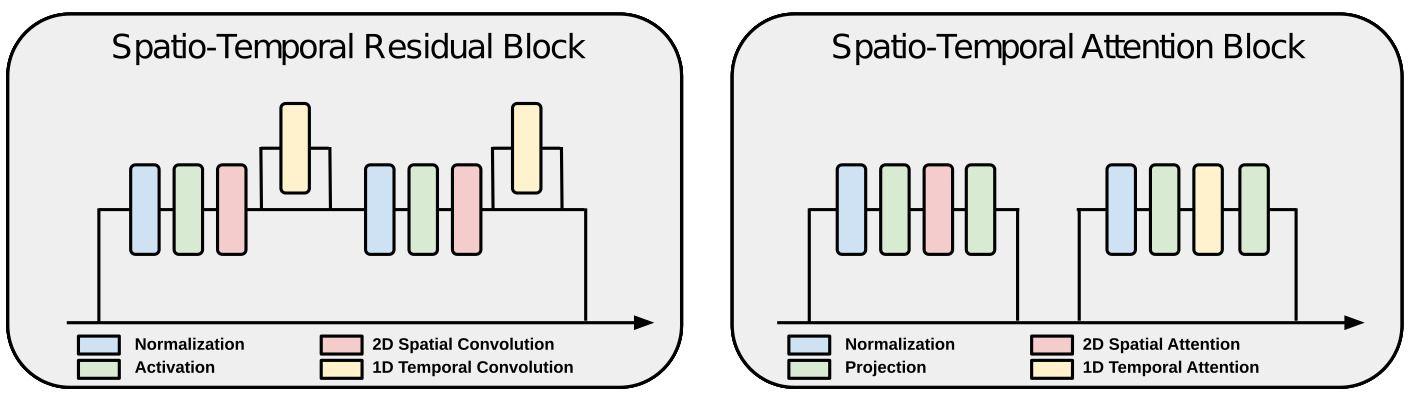 Spatio-Temporal Residual Block
Normalization
2D Spatial Convolution
Activation
1D Temporal Convolution
Spatio-Temporal Attention Block
Normalization
2D Spatial Attention
Projection
1D Temporal Attention